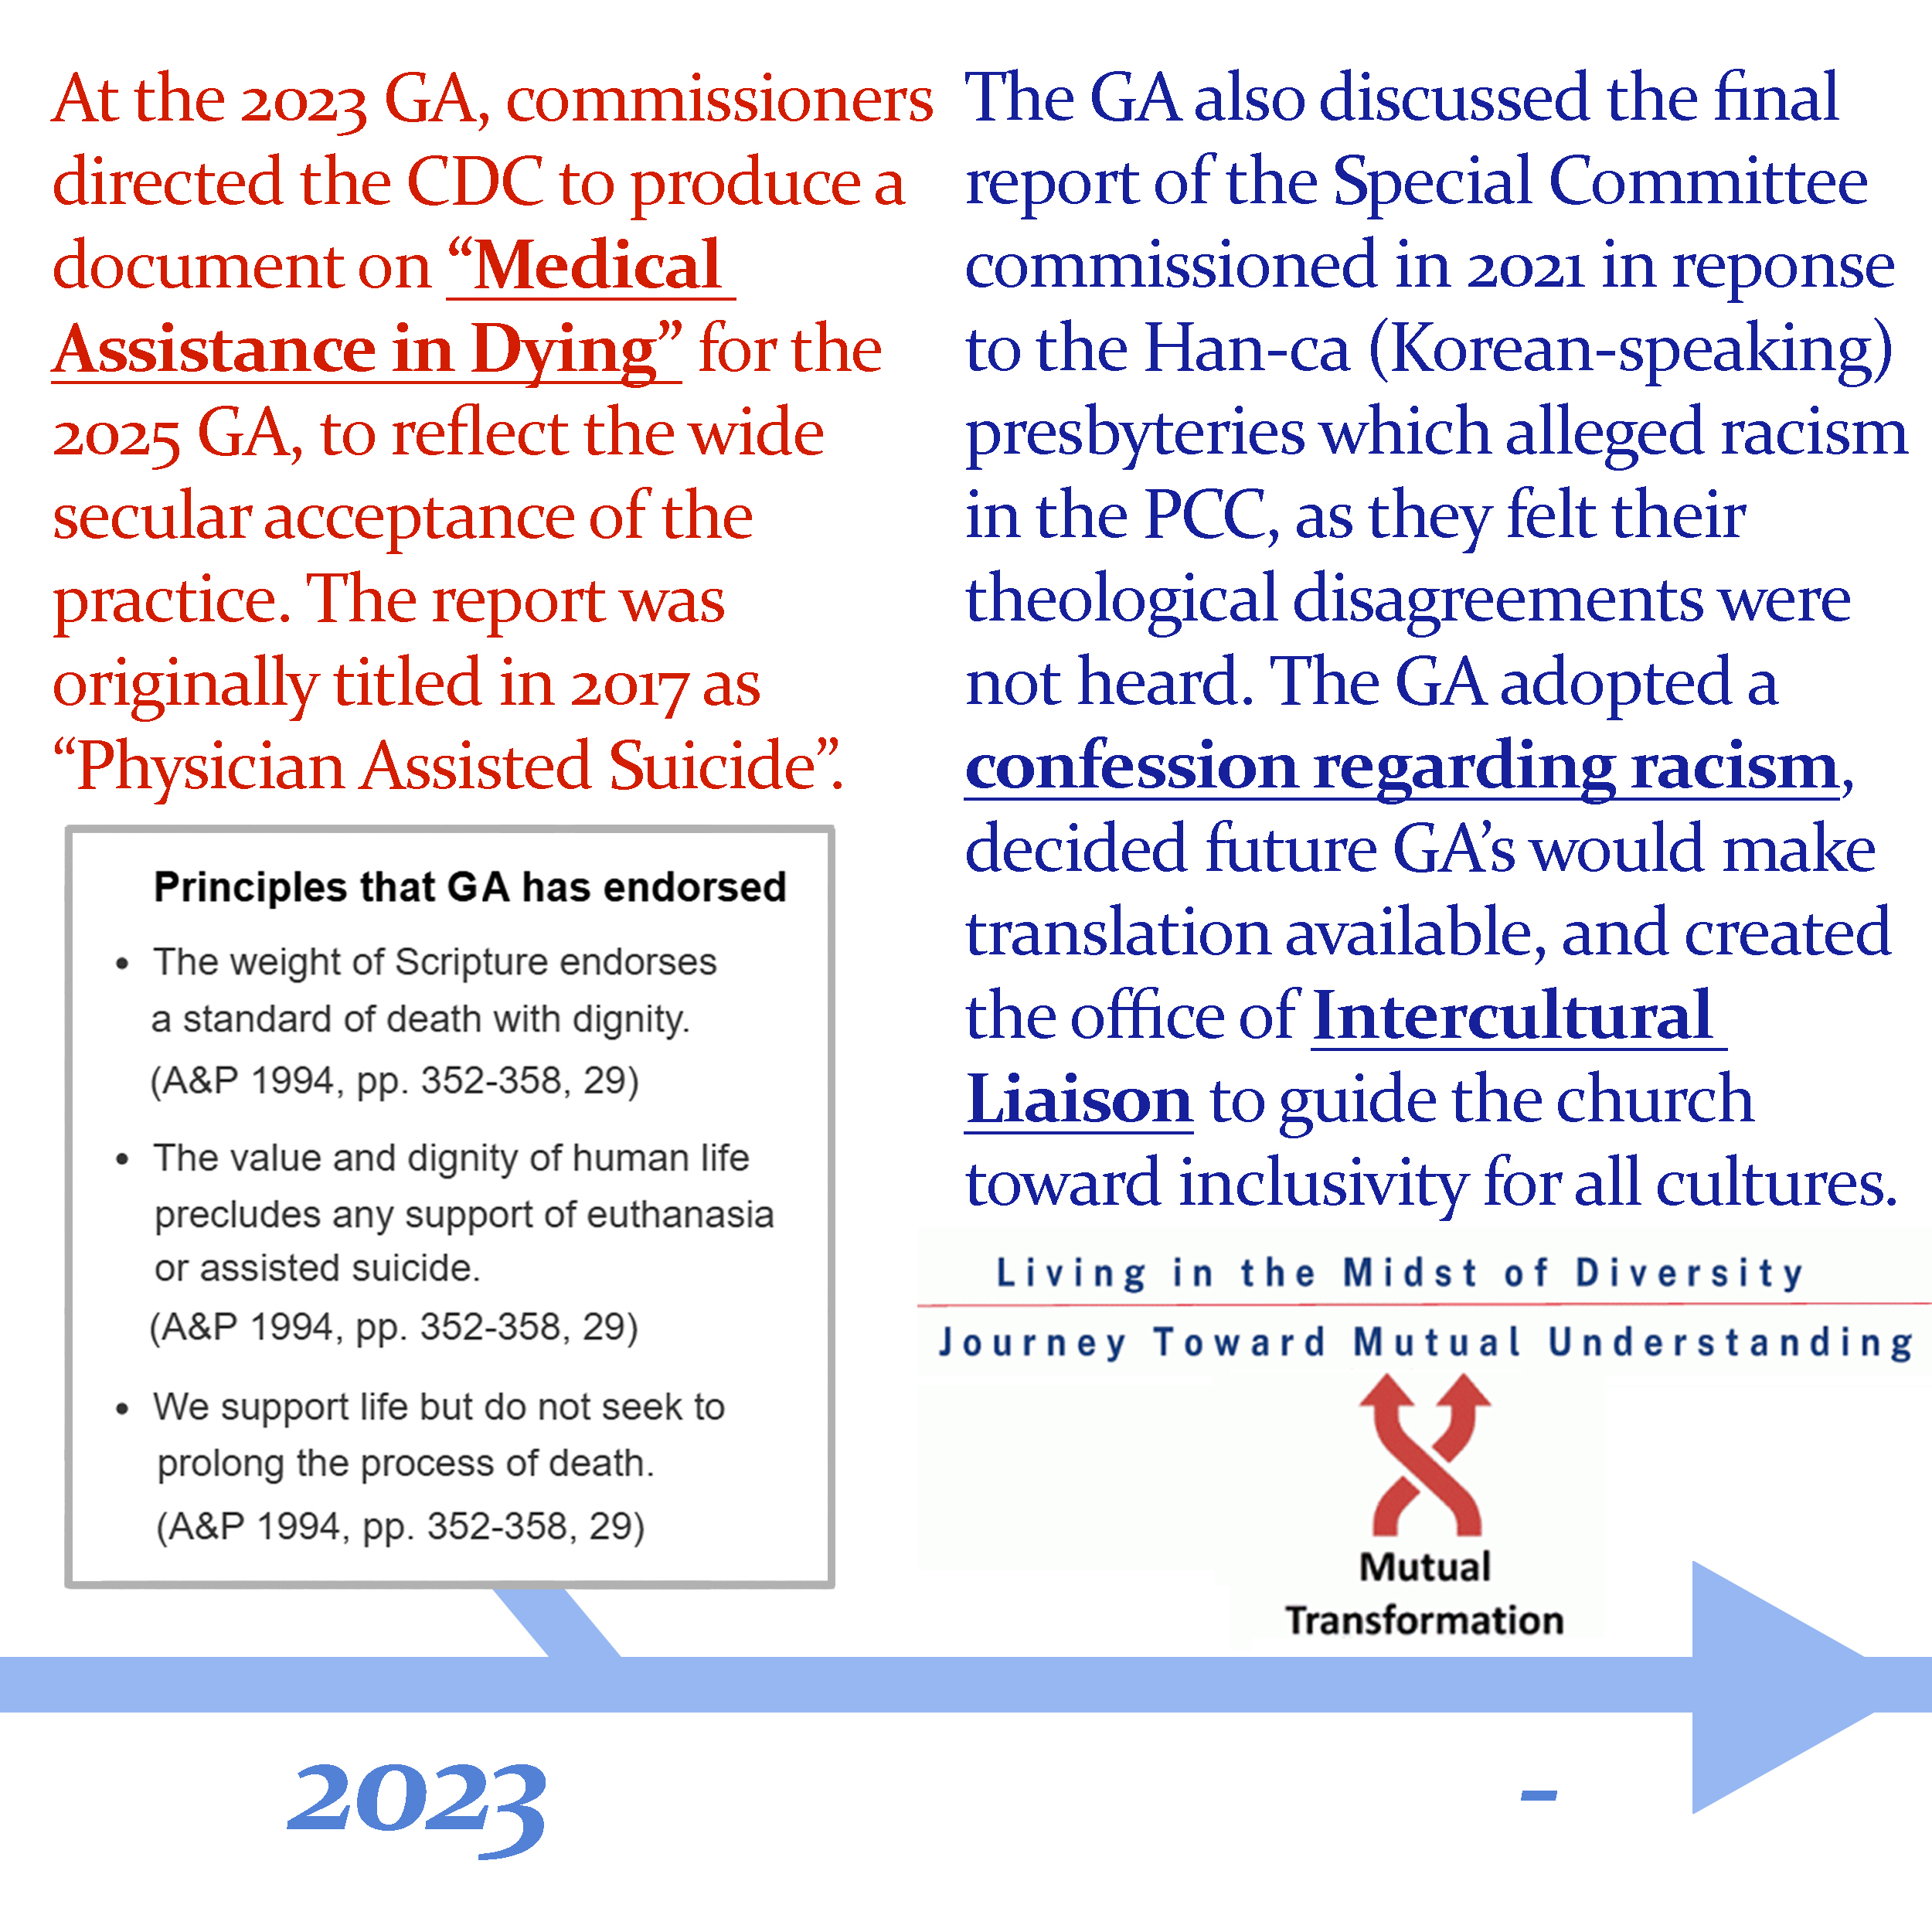 At the 2023 GA, commissioners
directed the CDC to produce a
document on “Medical
Assistance in Dying” for the
2025 GA, to reflect the wide
secular acceptance of the
practice. The report was
originally titled in 2017 as
“Physician Assisted Suicide”.
Principles that GA has endorsed
• The weight of Scripture endorses
a standard of death with dignity.
(A&P 1994, pp. 352-358, 29)
• The value and dignity of human life
precludes any support of euthanasia
or assisted suicide.
(A&P 1994, pp. 352-358, 29)
• We support life but do not seek to
prolong the process of death.
(A&P 1994, pp. 352-358, 29)
The GA also discussed the final
report of the Special Committee
commissioned in 2021 in reponse
to the Han-ca (Korean-speaking)
presbyteries which alleged racism
in the PCC, as they felt their
theological disagreements were
not heard. The GA adopted a
confession regarding racism,
decided future GA’s would make
translation available, and created
the office of Intercultural
Liaison to guide the church
toward inclusivity for all cultures.
Living in the Midst of Diversity
Journey Toward Mutual Understanding
Mutual
Transformation
2023
-